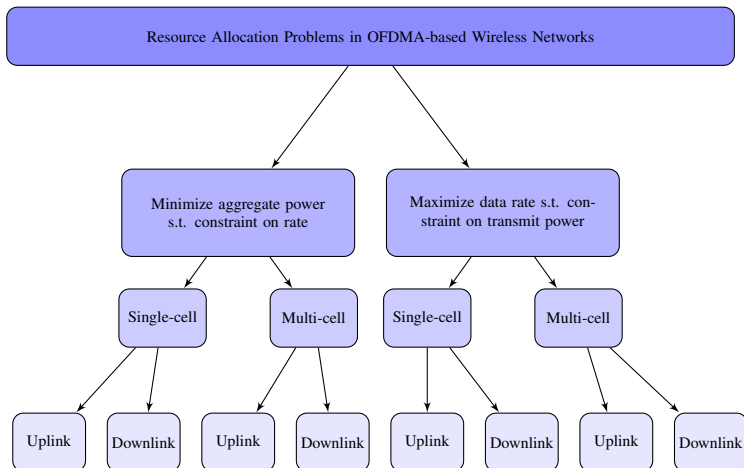 Resource Allocation Problems in OFDMA-based Wireless Networks
Minimize aggregate power
s.t. constraint on rate
Maximize data rate s.t. con-
straint on transmit power
Single-cell
Multi-cell
Single-cell
Multi-cell
Uplink
Downlink
Uplink
Downlink
Uplink
Downlink
Uplink
Downlink